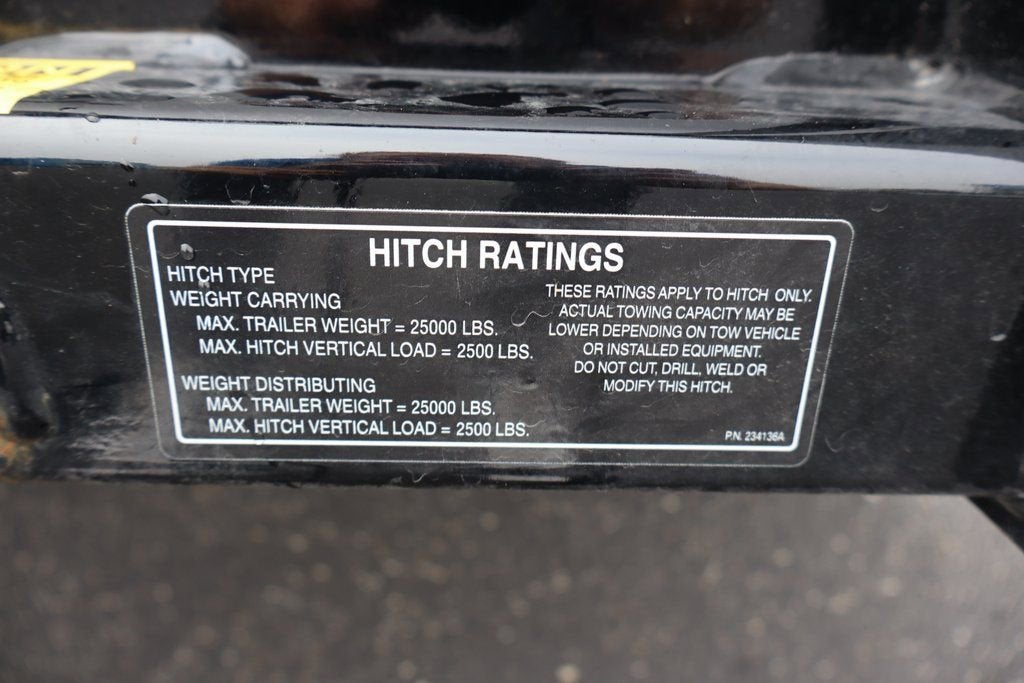 HITCH RATINGS
HITCH TYPE
WEIGHT CARRYING
MAX. TRAILER WEIGHT = 25000 LBS.
MAX. HITCH VERTICAL LOAD = 2500 LBS.
WEIGHT DISTRIBUTING
MAX. TRAILER WEIGHT = 25000 LBS.
MAX. HITCH VERTICAL LOAD = 2500 LBS.
THESE RATINGS APPLY TO HITCH ONLY.
ACTUAL TOWING CAPACITY MAY BE
LOWER DEPENDING ON TOW VEHICLE
OR INSTALLED EQUIPMENT.
DO NOT CUT, DRILL, WELD OR
MODIFY THIS HITCH.
P.N. 234136A